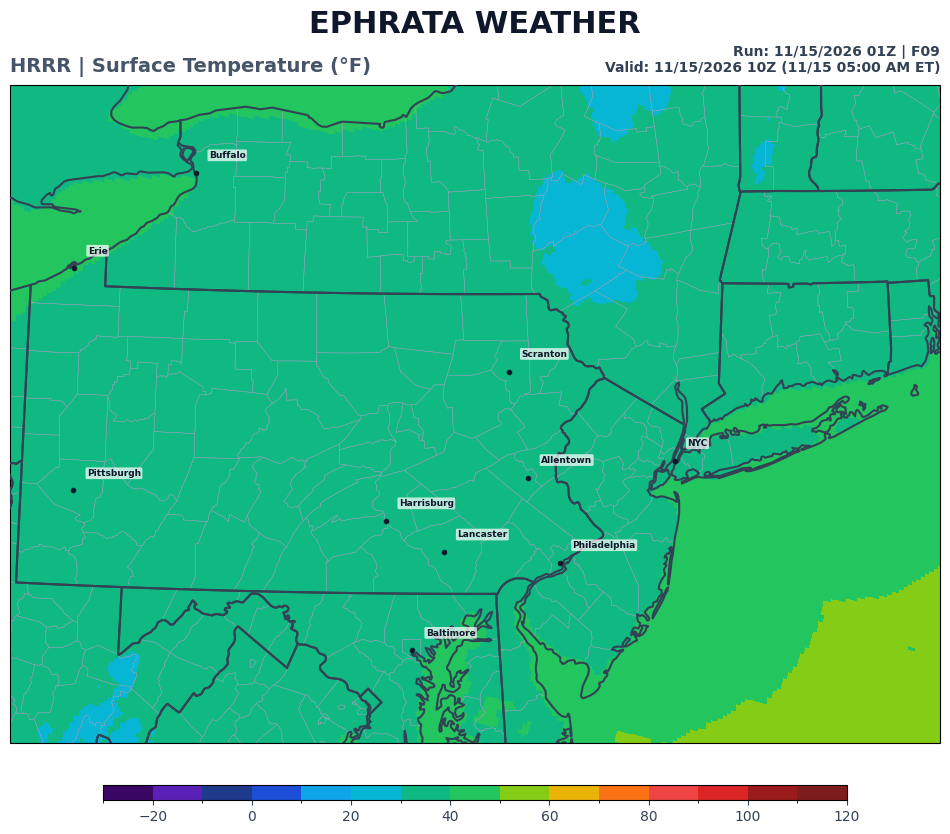 EPHRATA WEATHER
HRRR | Surface Temperature (°F)
Run: 11/15/2026 01Z | F09
Valid: 11/15/2026 10Z (11/15 05:00 AM ET)
Buffalo
Erie
Scranton
NYC
Allentown
Pittsburgh
Harrisburg
Lancaster
Philadelphia
Baltimore
−20 0 20 40 60 80 100 120